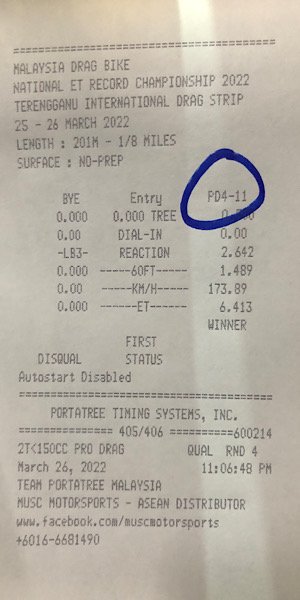 ================================
MALAYSIA DRAG BIKE
NATIONAL ET RECORD CHAMPIONSHIP 2022
TERENGGANU INTERNATIONAL DRAG STRIP
25 - 26 MARCH 2022
LENGTH : 201M - 1/8 MILES
SURFACE : NO-PREP
BYE Entry PD4-11
0.000 0.000 TREE
0.00 DIAL-IN 0.00
-LB3- REACTION 2.642
0.000 ------60FT------ 1.489
0.00 ------KM/H------ 173.89
0.000 -------ET------- 6.413
WINNER
FIRST
DISQUAL STATUS
Autostart Disabled
================================
PORTATREE TIMING SYSTEMS, INC.
=============== 405/406 ==========600214
2T<150CC PRO DRAG QUAL RND 4
March 26, 2022 11:06:48 PM
TEAM PORTATREE MALAYSIA
MUSC MOTORSPORTS - ASEAN DISTRIBUTOR
www.facebook.com/muscmotorsports
+6016-6681490